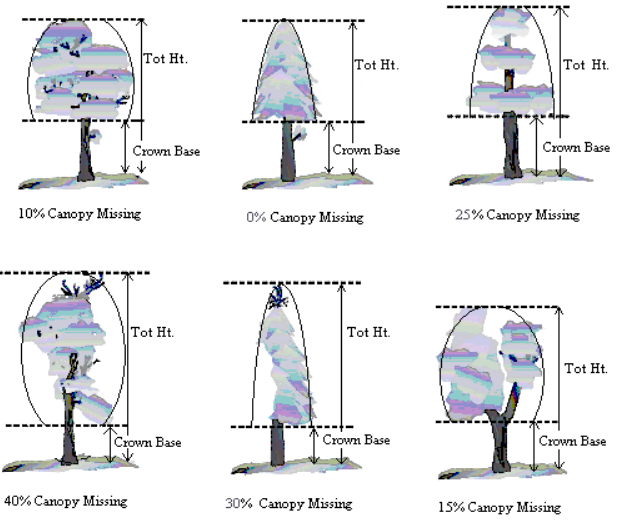 Tot Ht.
Crown Base
10% Canopy Missing
Tot Ht.
Crown Base
0% Canopy Missing
Tot Ht.
Crown Base
25% Canopy Missing
Tot Ht.
Crown Base
40% Canopy Missing
Tot Ht.
Crown Base
30% Canopy Missing
Tot Ht.
Crown Base
15% Canopy Missing